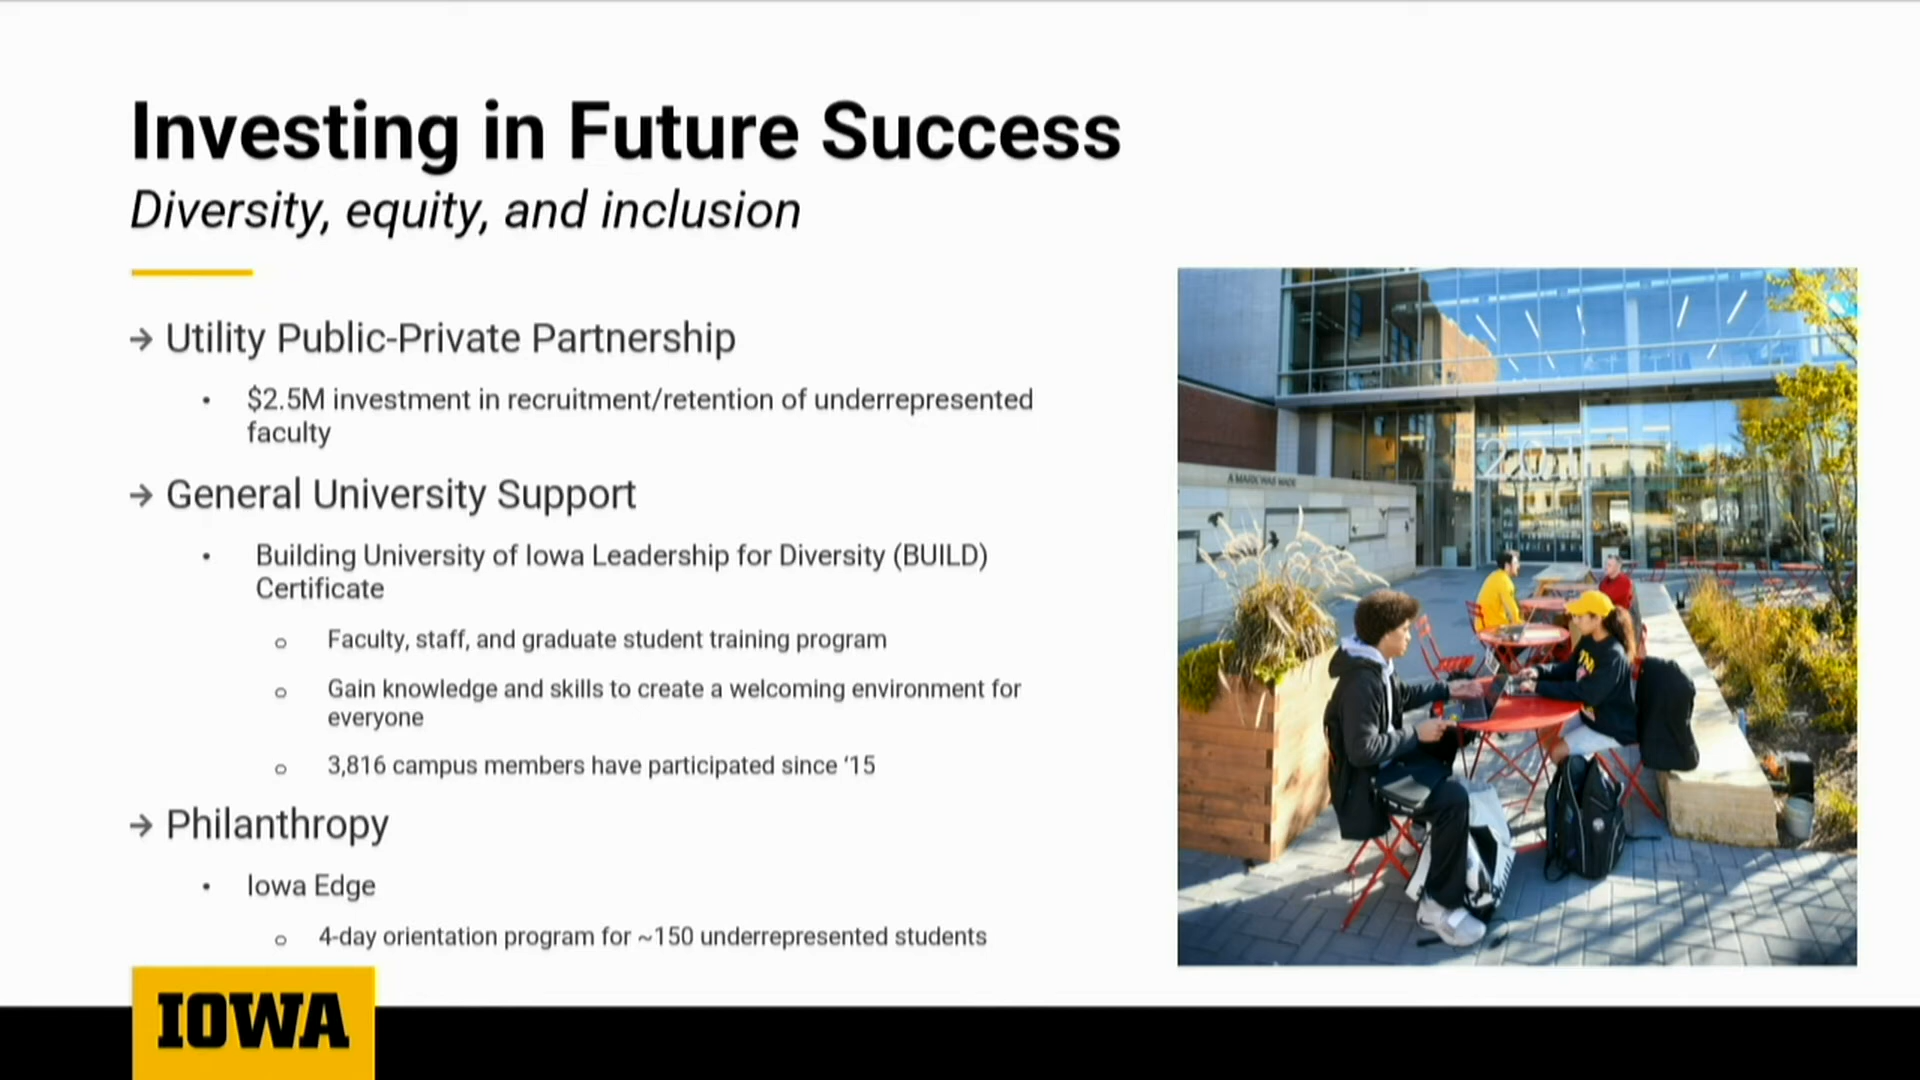 Investing in Future Success
Diversity, equity, and inclusion
→ Utility Public-Private Partnership
• $2.5M investment in recruitment/retention of underrepresented
faculty
→ General University Support
• Building University of Iowa Leadership for Diversity (BUILD)
Certificate
o Faculty, staff, and graduate student training program
o Gain knowledge and skills to create a welcoming environment for
everyone
o 3,816 campus members have participated since ‘15
→ Philanthropy
• Iowa Edge
o 4-day orientation program for ~150 underrepresented students
A MARK WAS MADE
IOWA